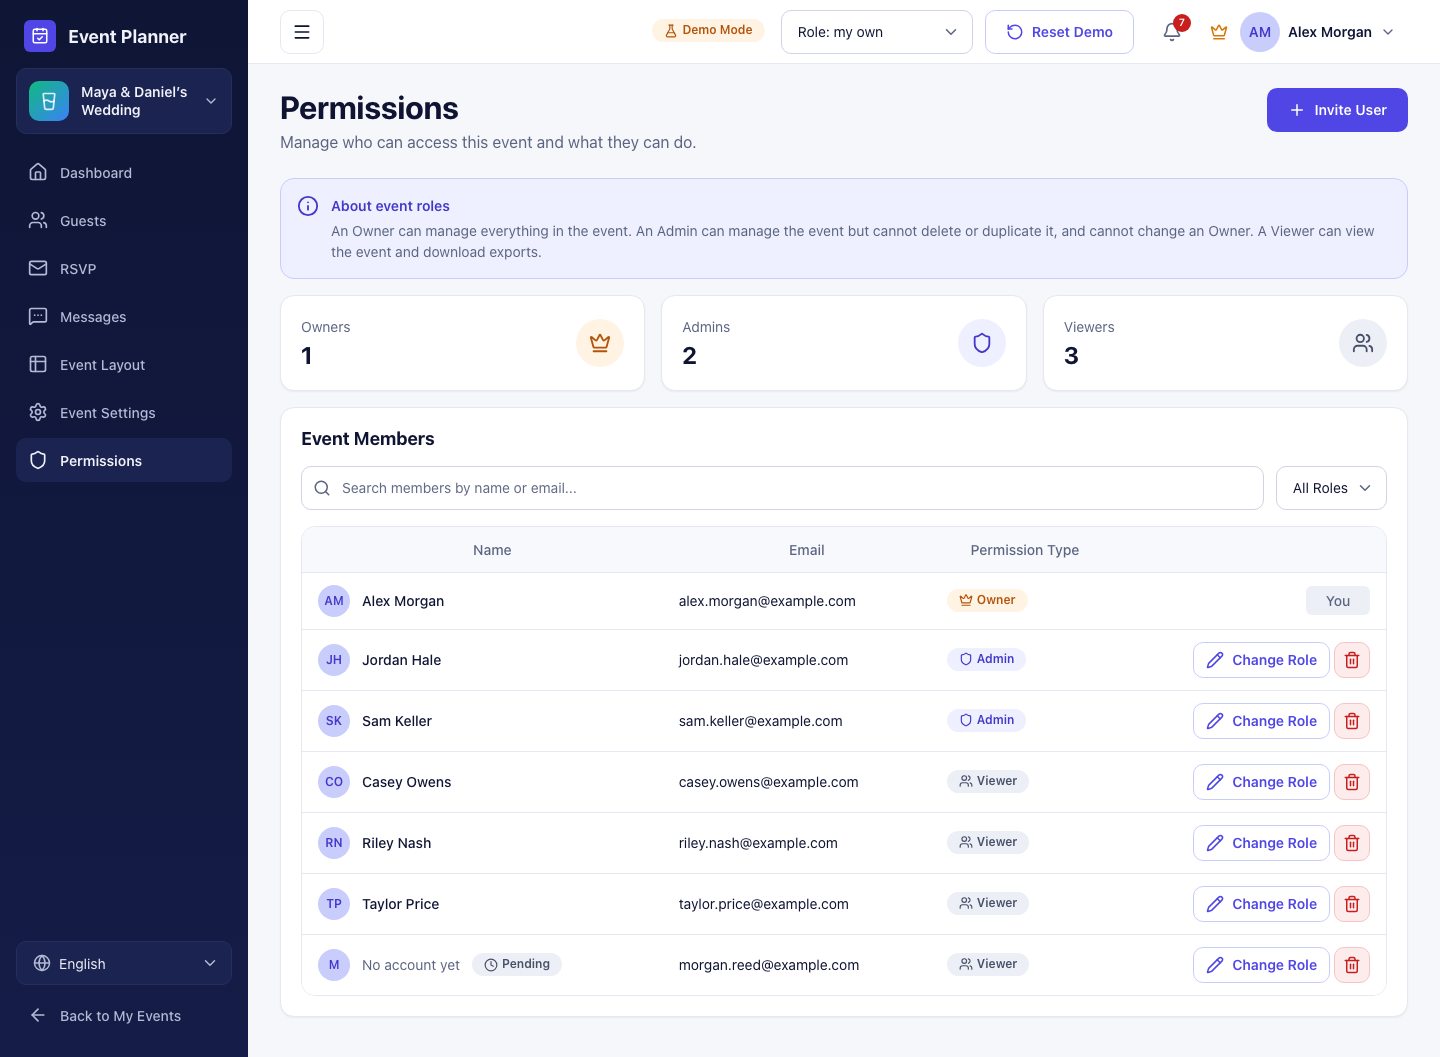 Event Planner
Maya & Daniel's
Wedding
Dashboard
Guests
RSVP
Messages
Event Layout
Event Settings
Permissions
English
Back to My Events
Demo Mode
Role: my own
Reset Demo
7
AM
Alex Morgan
Permissions
Manage who can access this event and what they can do.
Invite User
About event roles
An Owner can manage everything in the event. An Admin can manage the event but cannot delete or duplicate it, and cannot change an Owner. A Viewer can view
the event and download exports.
Owners
1
Admins
2
Viewers
3
Event Members
Search members by name or email...
All Roles
Name Email Permission Type
AM Alex Morgan alex.morgan@example.com Owner You
JH Jordan Hale jordan.hale@example.com Admin Change Role
SK Sam Keller sam.keller@example.com Admin Change Role
CO Casey Owens casey.owens@example.com Viewer Change Role
RN Riley Nash riley.nash@example.com Viewer Change Role
TP Taylor Price taylor.price@example.com Viewer Change Role
M No account yet Pending morgan.reed@example.com Viewer Change Role